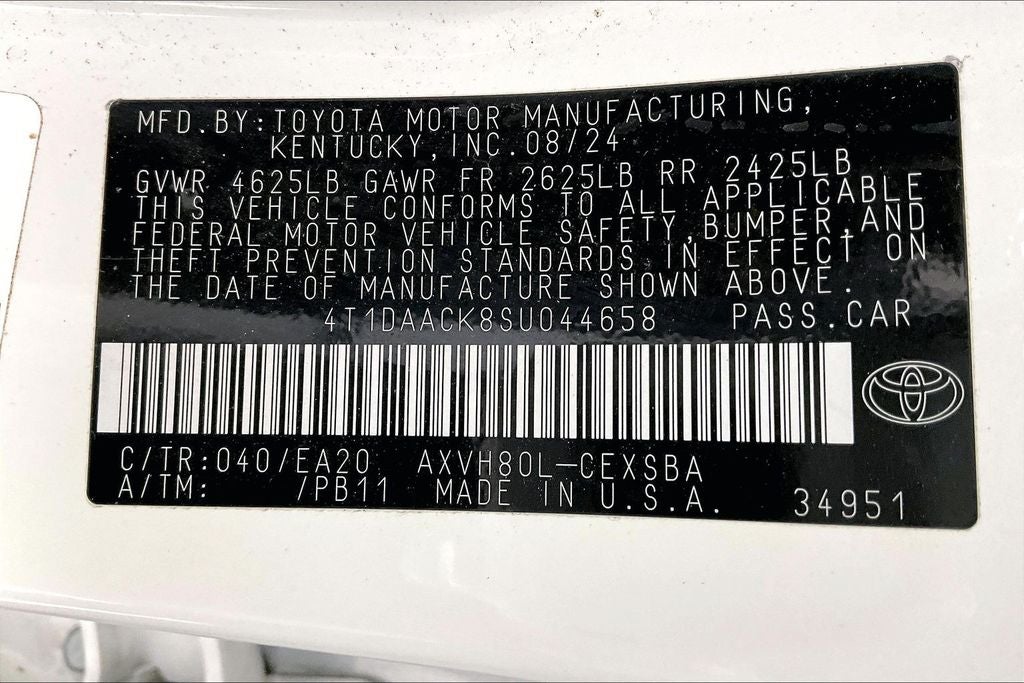 MFD.BY:TOYOTA MOTOR MANUFACTURING,
KENTUCKY,INC.08/24
GVWR 4625LB GAWR FR 2625LB RR 2425LB
THIS VEHICLE CONFORMS TO ALL APPLICABLE
FEDERAL MOTOR VEHICLE SAFETY,BUMPER,AND
THEFT PREVENTION STANDARDS IN EFFECT ON
THE DATE OF MANUFACTURE SHOWN ABOVE.
4T1DAACK8SU044658 PASS.CAR
C/TR:040/EA20 AXVH80L-CEXSBA
A/TM: /PB11 MADE IN U.S.A. 34951